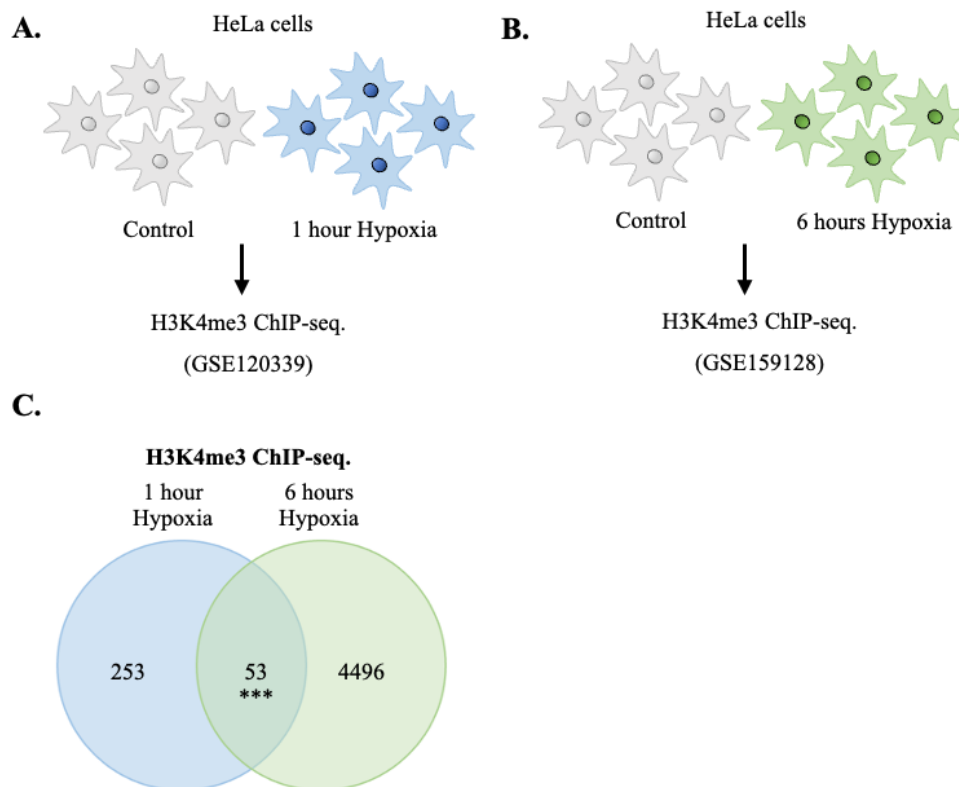 A.
HeLa cells
Control
1 hour Hypoxia
H3K4me3 ChIP-seq.
(GSE120339)
B.
HeLa cells
Control
6 hours Hypoxia
H3K4me3 ChIP-seq.
(GSE159128)
C.
H3K4me3 ChIP-seq.
1 hour
Hypoxia
6 hours
Hypoxia
253
53
***
4496